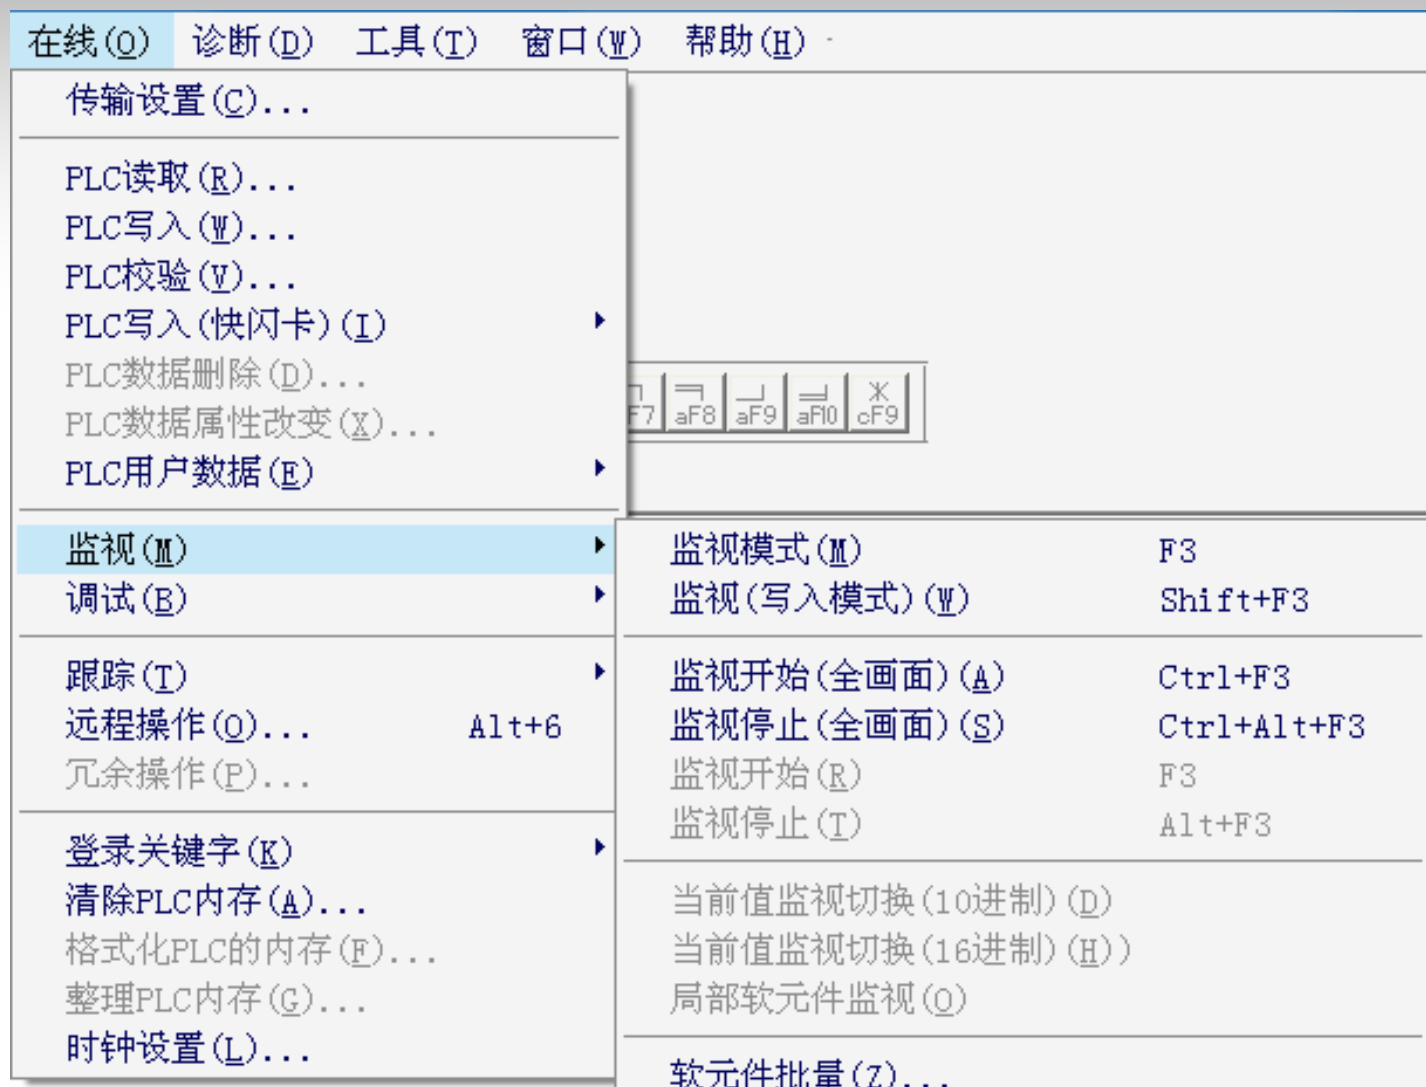 在线(O) 诊断(D) 工具(T) 窗口(W) 帮助(H)
传输设置(C)...
PLC读取(R)...
PLC写入(W)...
PLC校验(V)...
PLC写入(快闪卡)(I)
PLC数据删除(D)...
PLC数据属性改变(X)...
PLC用户数据(E)
监视(M)
调试(B)
跟踪(T)
远程操作(O)... Alt+6
冗余操作(P)...
登录关键字(K)
清除PLC内存(A)...
格式化PLC的内存(F)...
整理PLC内存(G)...
时钟设置(L)...
F7 aF8 aF9 aF10 cF9
监视模式(M) F3
监视(写入模式)(W) Shift+F3
监视开始(全画面)(A) Ctrl+F3
监视停止(全画面)(S) Ctrl+Alt+F3
监视开始(R) F3
监视停止(T) Alt+F3
当前值监视切换(10进制)(D)
当前值监视切换(16进制)(H))
局部软元件监视(O)
软元件批量(Z)...